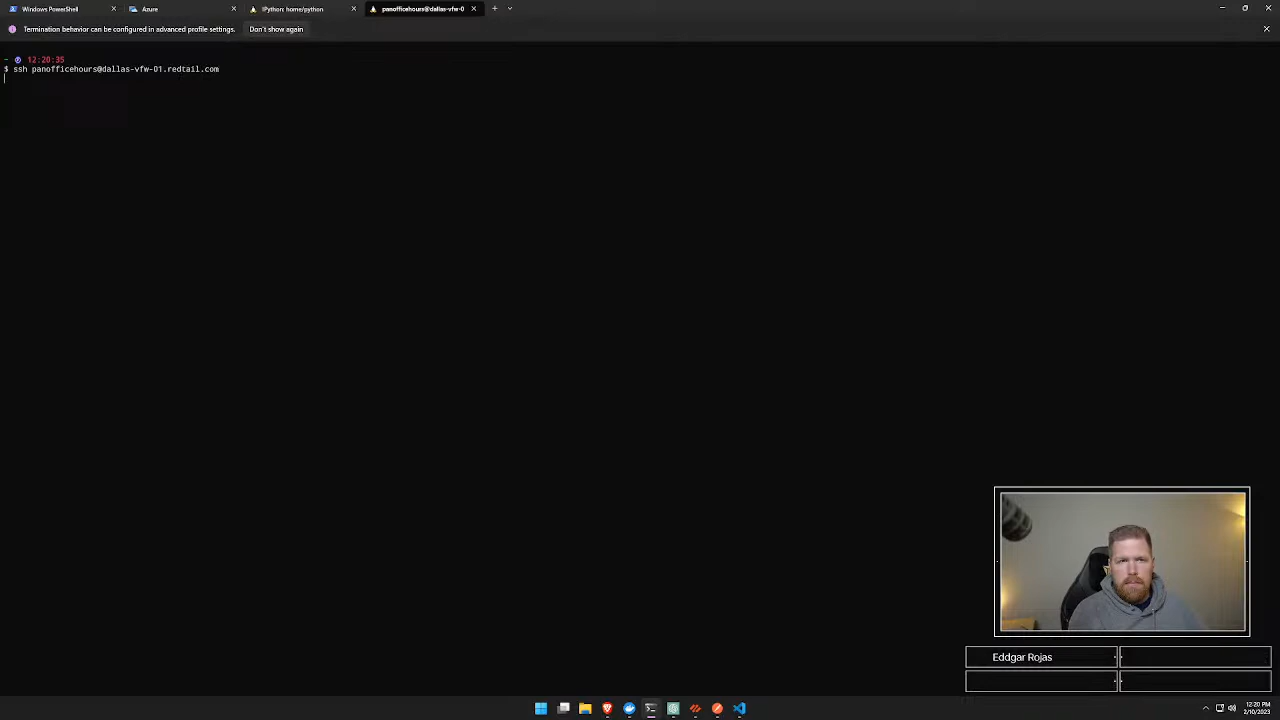 Windows PowerShell
Azure
IPython: home/python
panofficehours@dallas-vfw-0
Termination behavior can be configured in advanced profile settings.
Don't show again
~ 12:20:35
$ ssh panofficehours@dallas-vfw-01.redtail.com
Eddgar Rojas
12:20 PM
2/10/2023